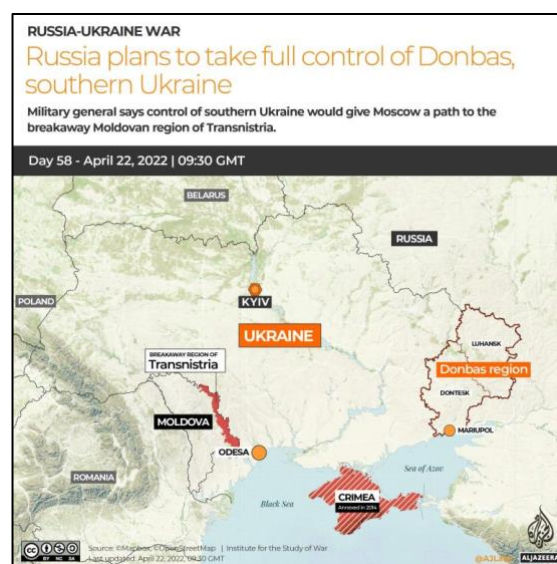 RUSSIA-UKRAINE WAR
Russia plans to take full control of Donbas,
southern Ukraine
Military general says control of southern Ukraine would give Moscow a path to the
breakaway Moldovan region of Transnistria.
Day 58 - April 22, 2022 | 09:30 GMT
BELARUS
RUSSIA
POLAND
KYIV
UKRAINE
LUHANSK
BREAKAWAY REGION OF
Transnistria
Donbas region
DONTESK
MOLDOVA
MARIUPOL
ODESA
Sea of Azov
ROMANIA
CRIMEA
Annexed in 2014
Black Sea
CC BY NC SA
Source: ©Mapbox, ©OpenStreetMap | Institute for the Study of War
Last updated: April 22, 2022, 09:30 GMT
ALJAZEERA